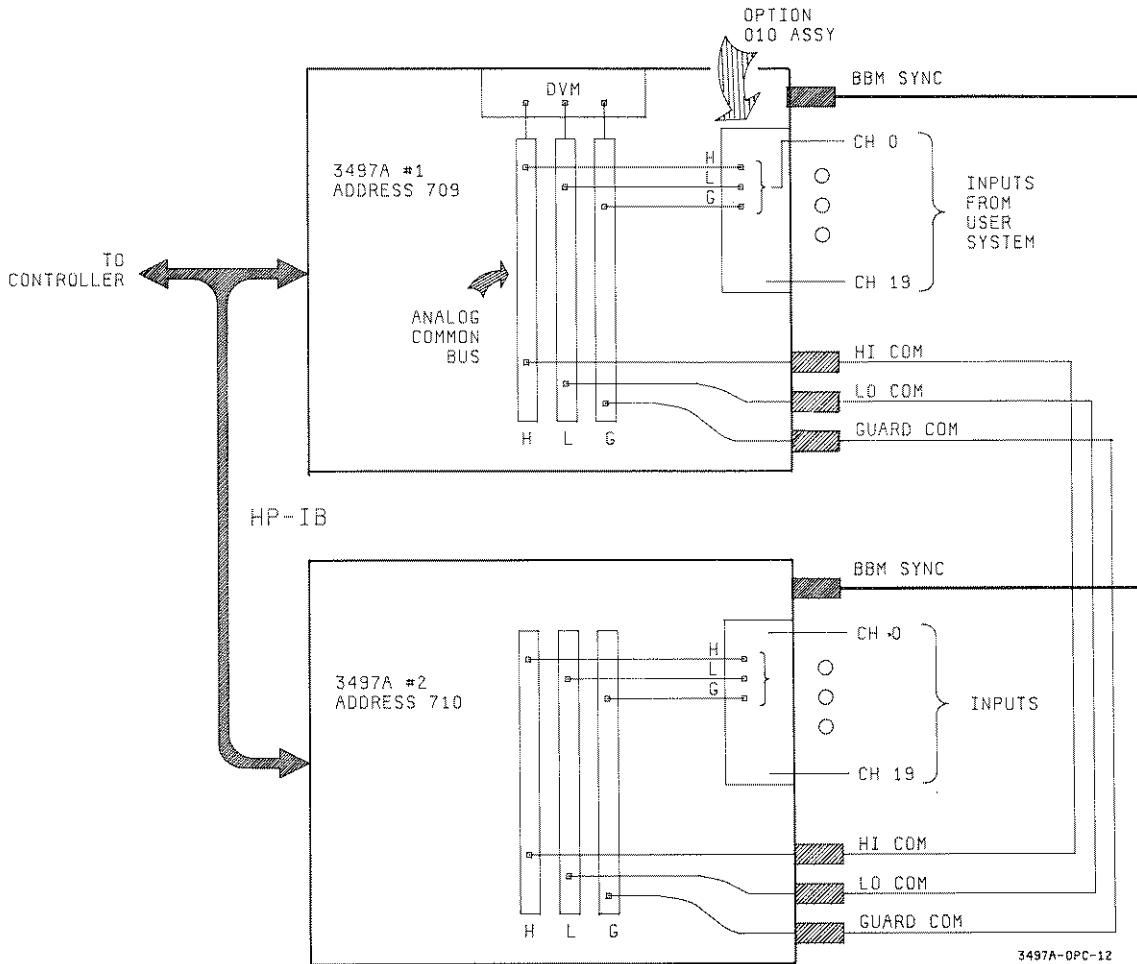 OPTION
010 ASSY
BBM SYNC
DVM
3497A #1
ADDRESS 709
H
L
G
CH 0
INPUTS
FROM
USER
SYSTEM
CH 19
TO
CONTROLLER
ANALOG
COMMON
BUS
HI COM
LO COM
GUARD COM
H L G
HP-IB
BBM SYNC
3497A #2
ADDRESS 710
H
L
G
CH 0
INPUTS
CH 19
HI COM
LO COM
GUARD COM
H L G
3497A-OPC-12